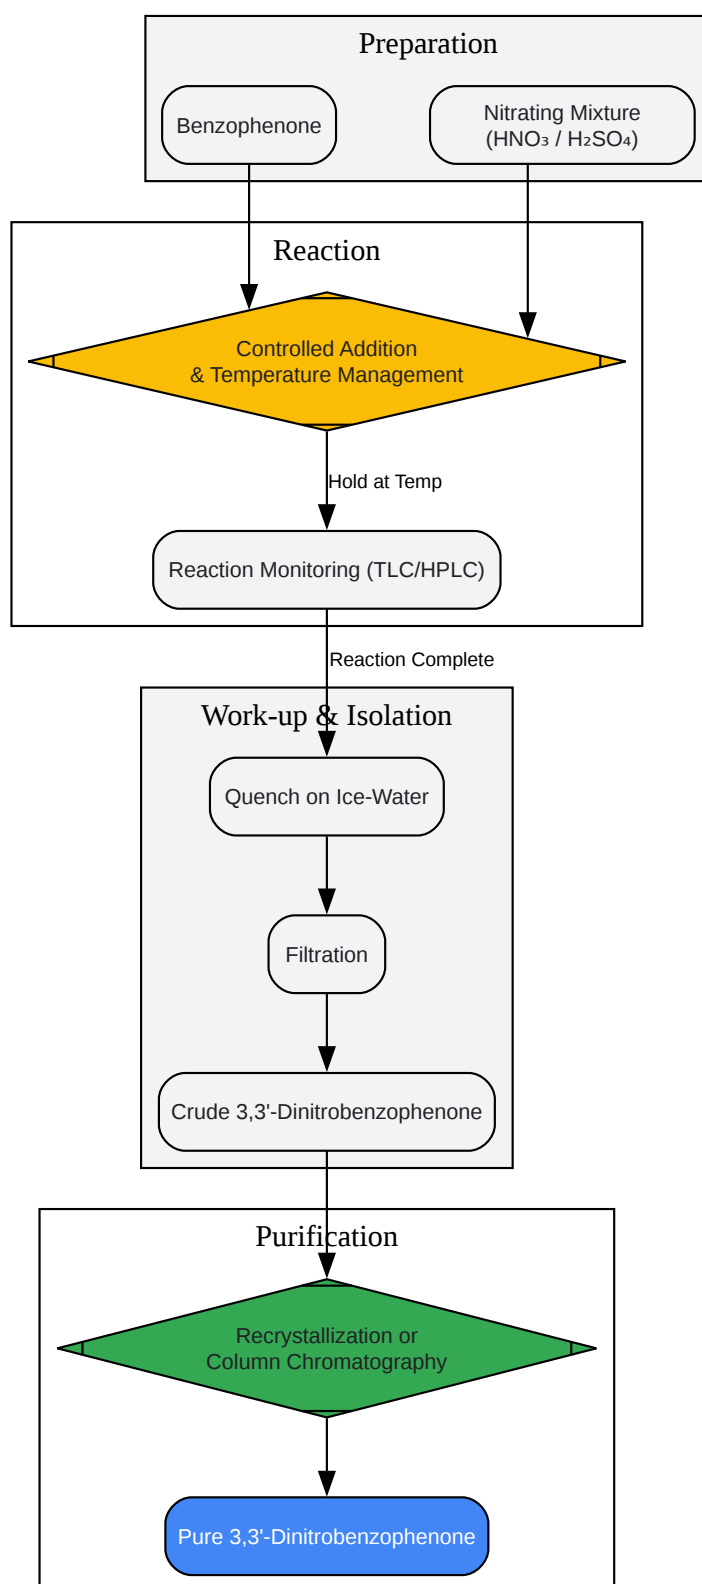 Preparation
Benzophenone
Nitrating Mixture
(HNO₃ / H₂SO₄)
Reaction
Controlled Addition
& Temperature Management
Hold at Temp
Reaction Monitoring (TLC/HPLC)
Reaction Complete
Work-up & Isolation
Quench on Ice-Water
Filtration
Crude 3,3'-Dinitrobenzophenone
Purification
Recrystallization or
Column Chromatography
Pure 3,3'-Dinitrobenzophenone